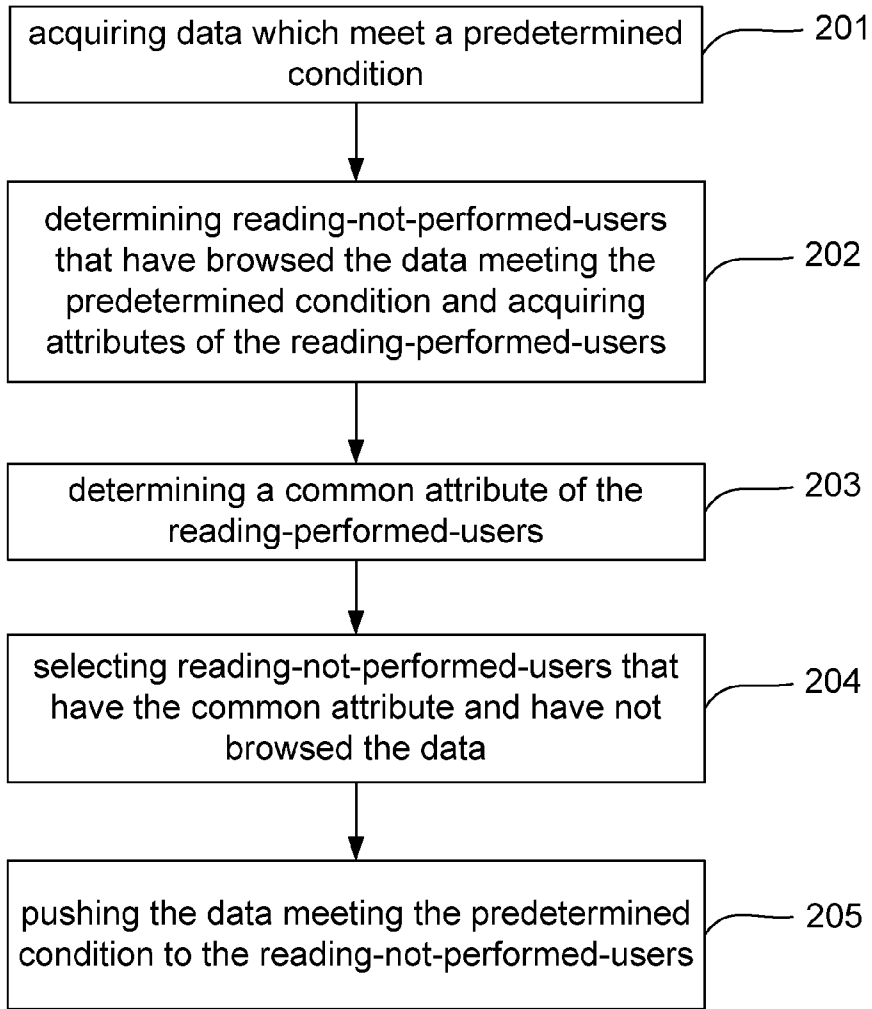 acquiring data which meet a predetermined
condition
201
determining reading-not-performed-users
that have browsed the data meeting the
predetermined condition and acquiring
attributes of the reading-performed-users
202
determining a common attribute of the
reading-performed-users
203
selecting reading-not-performed-users that
have the common attribute and have not
browsed the data
204
pushing the data meeting the predetermined
condition to the reading-not-performed-users
205